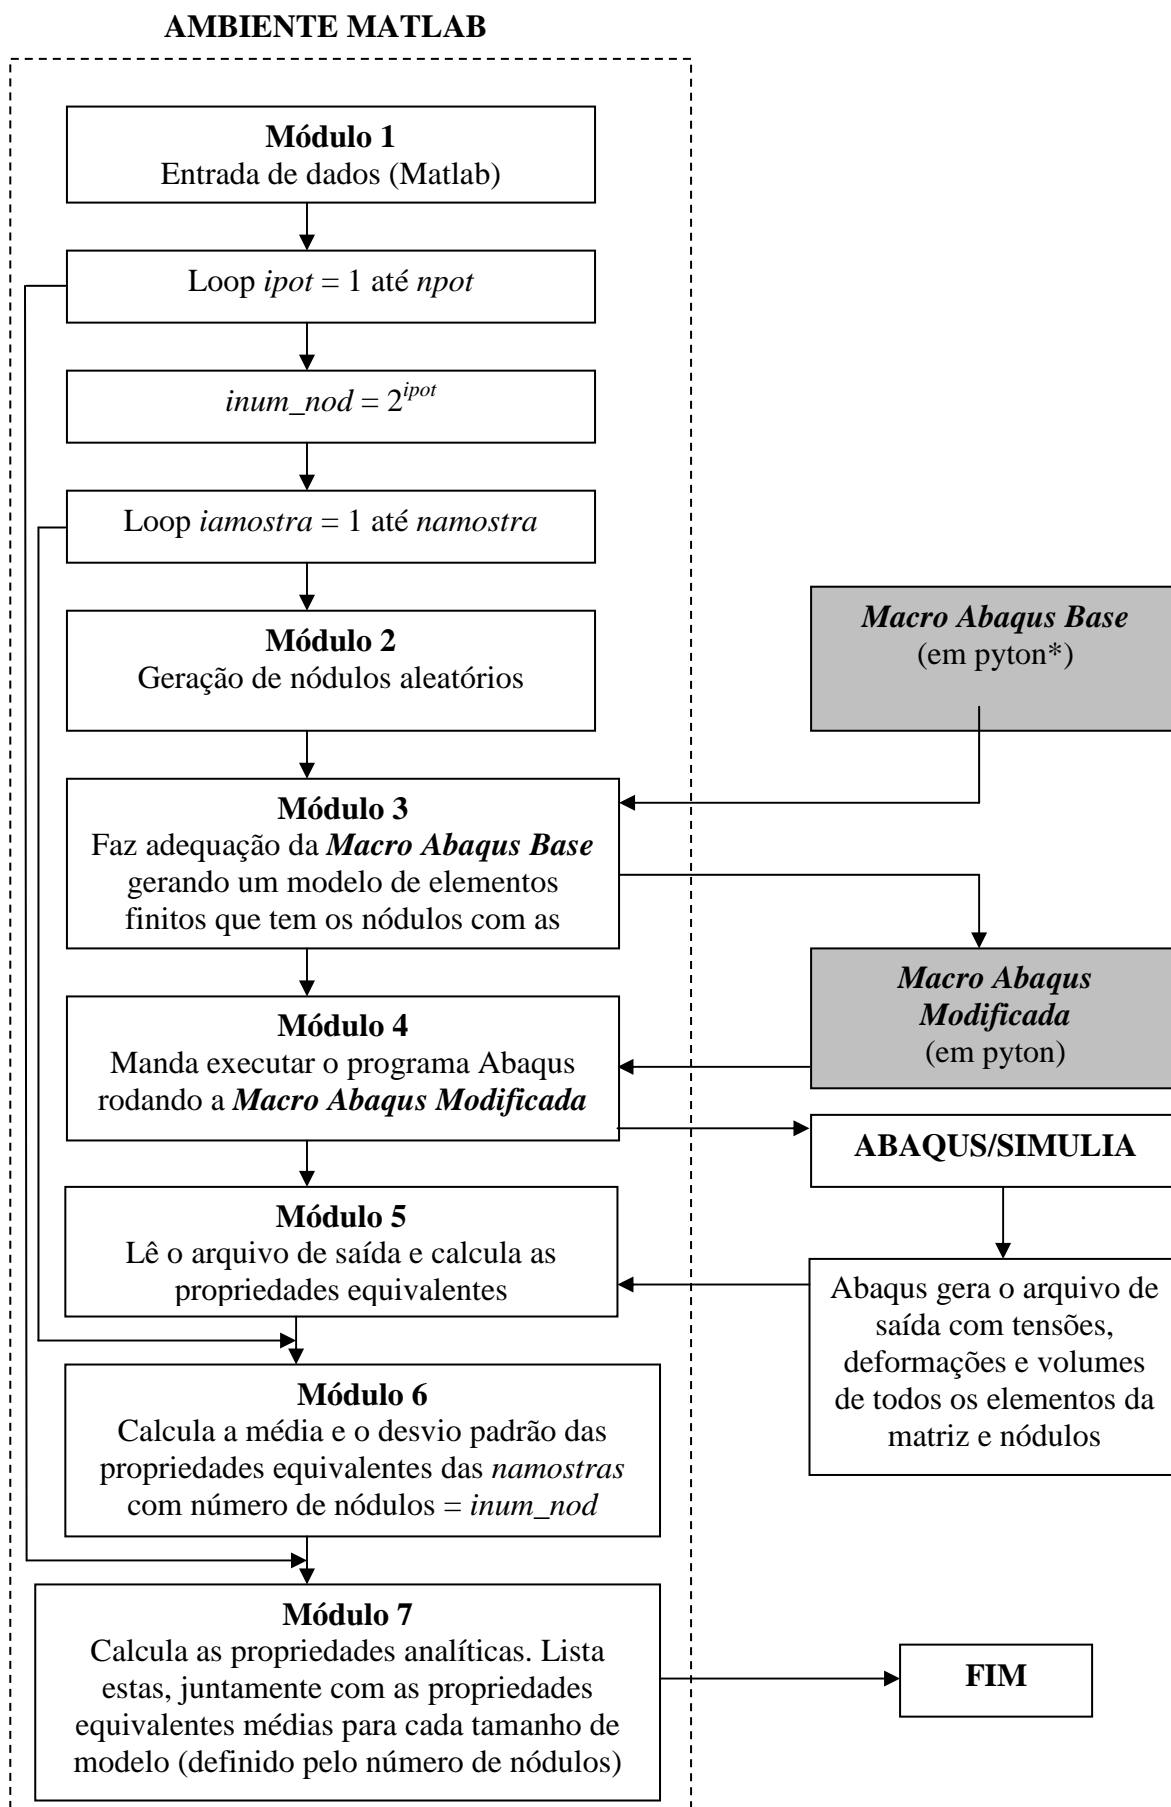 AMBIENTE MATLAB
Módulo 1
Entrada de dados (Matlab)
Loop ipot = 1 até npot
inum_nod = 2^ipot
Loop iamostra = 1 até namostra
Módulo 2
Geração de nódulos aleatórios
Macro Abaqus Base
(em pyton*)
Módulo 3
Faz adequação da Macro Abaqus Base
gerando um modelo de elementos
finitos que tem os nódulos com as
Macro Abaqus
Modificada
(em pyton)
Módulo 4
Manda executar o programa Abaqus
rodando a Macro Abaqus Modificada
ABAQUS/SIMULIA
Módulo 5
Lê o arquivo de saída e calcula as
propriedades equivalentes
Abaqus gera o arquivo de
saída com tensões,
deformações e volumes
de todos os elementos da
matriz e nódulos
Módulo 6
Calcula a média e o desvio padrão das
propriedades equivalentes das namostras
com número de nódulos = inum_nod
Módulo 7
Calcula as propriedades analíticas. Lista
estas, juntamente com as propriedades
equivalentes médias para cada tamanho de
modelo (definido pelo número de nódulos)
FIM